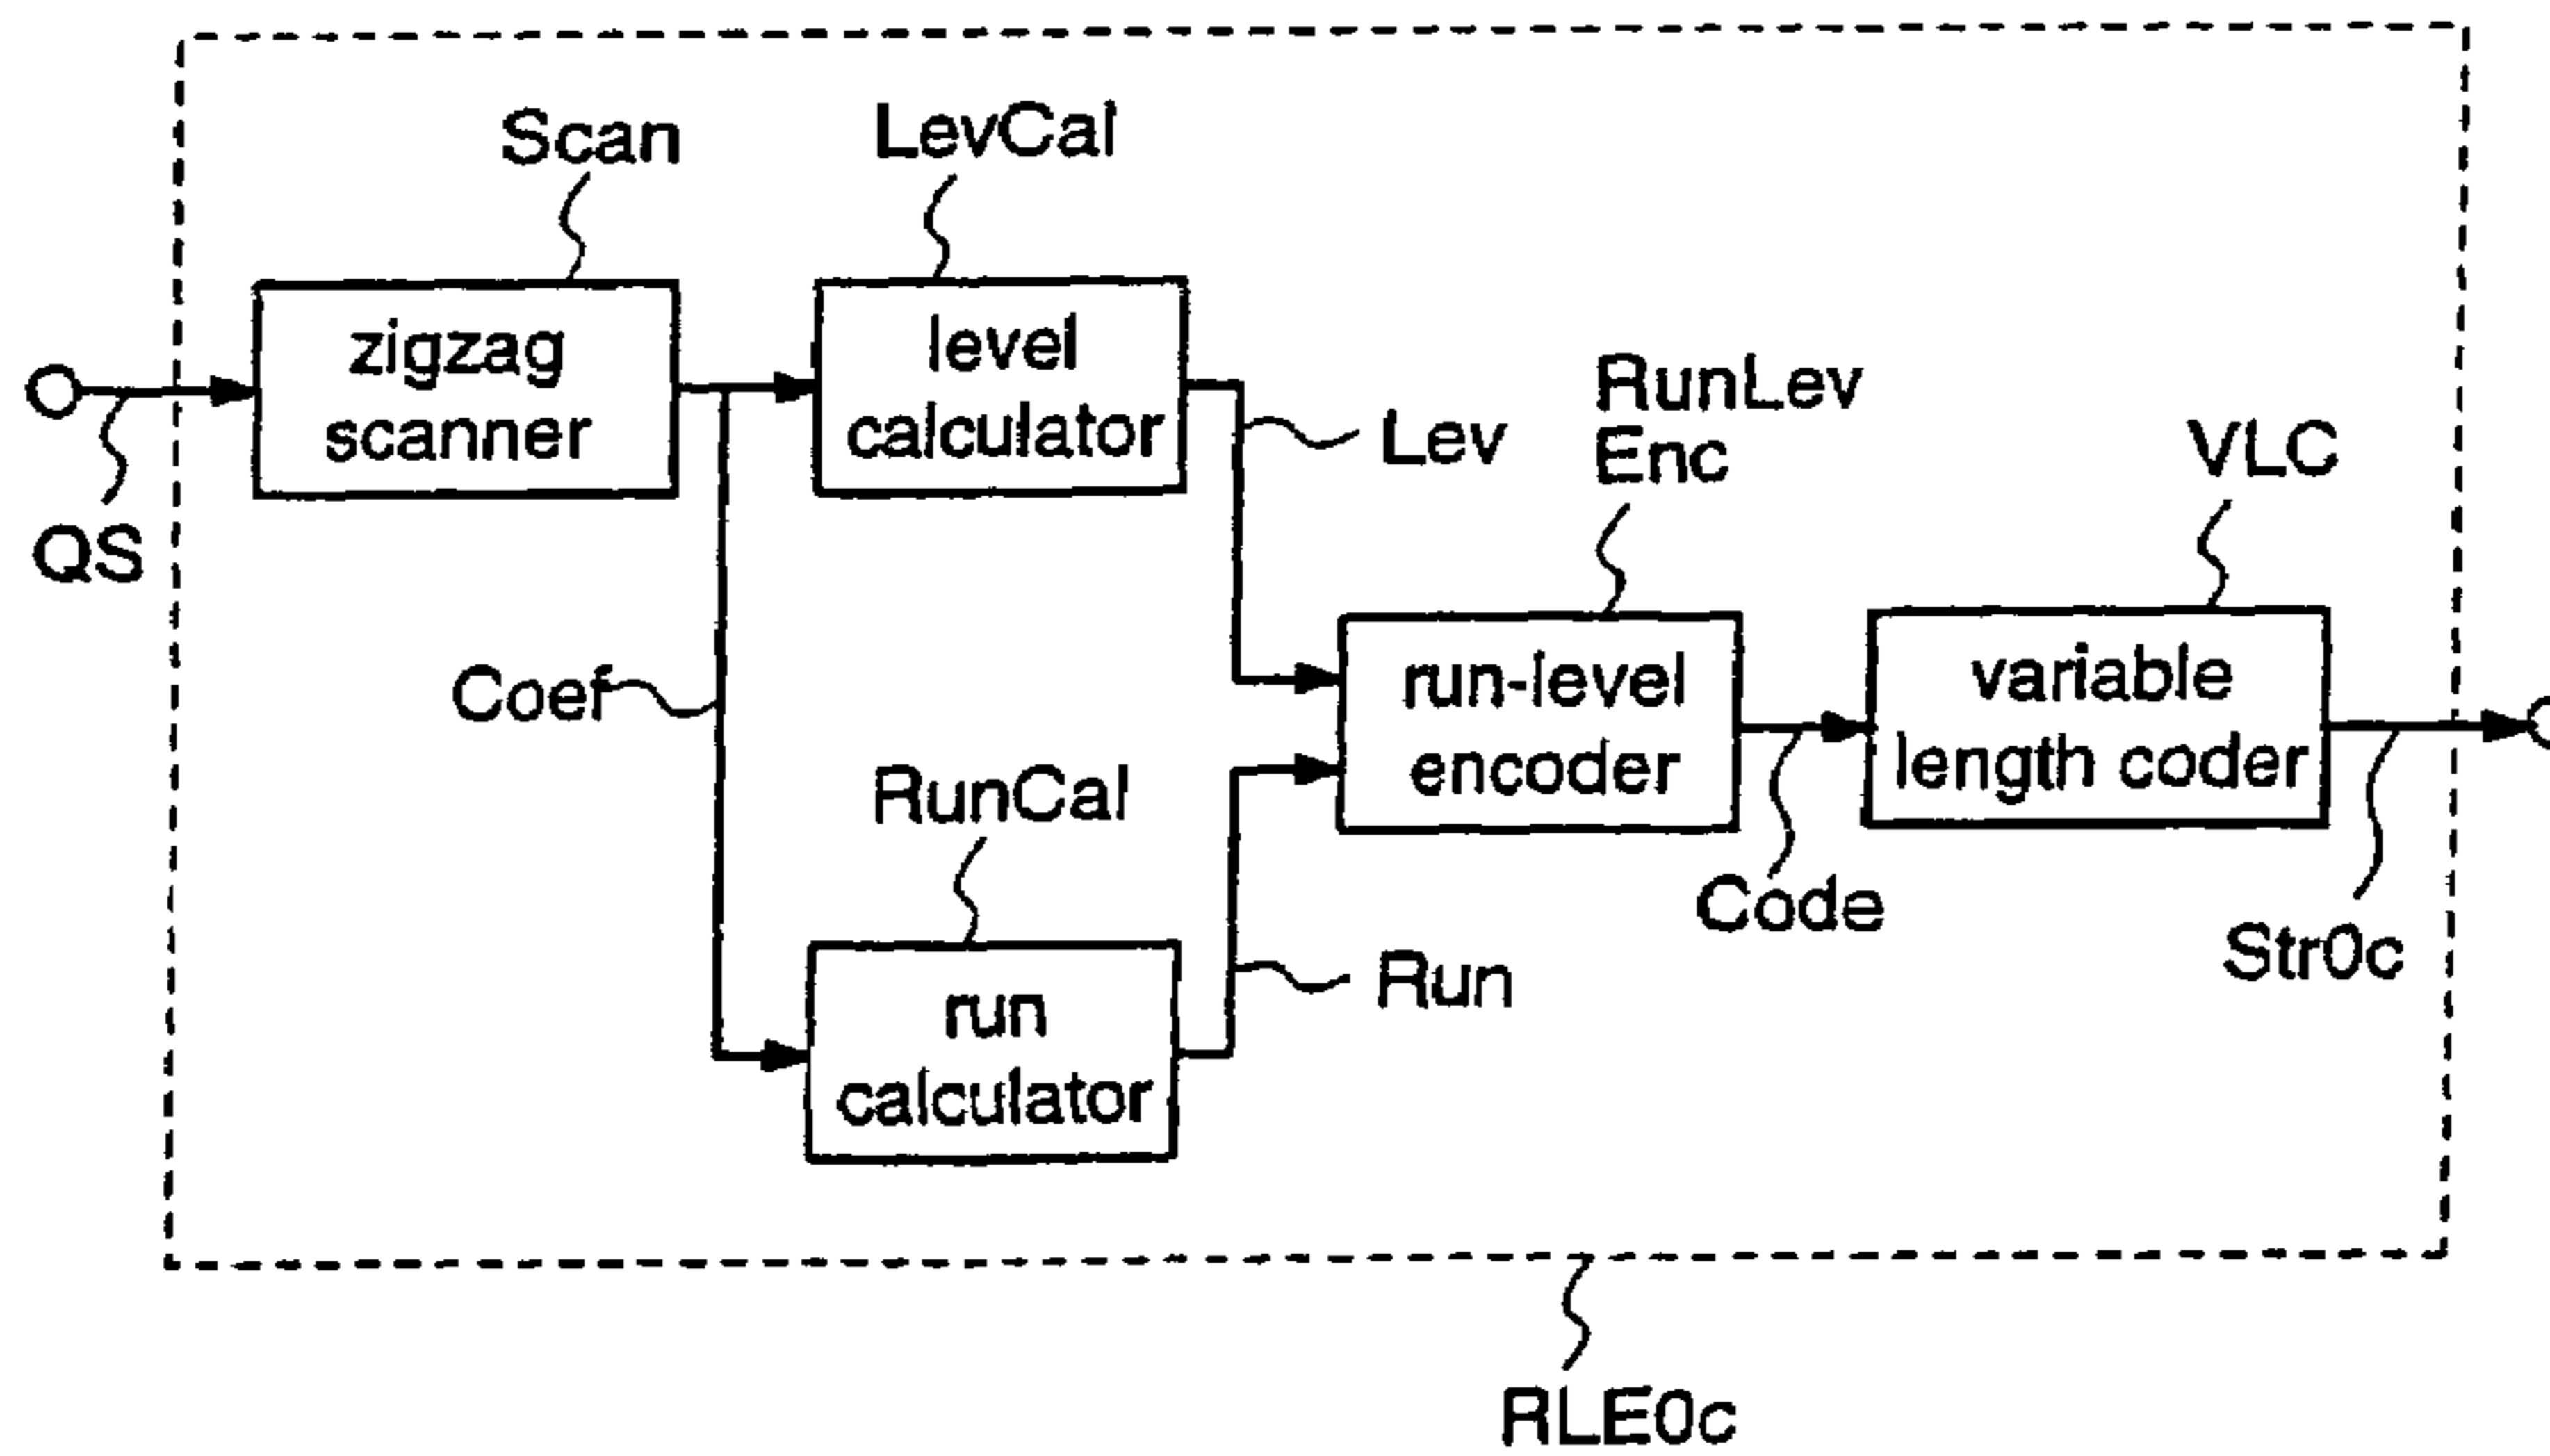 Scan
LevCal
zigzag
scanner
level
calculator
QS
Lev
RunLev
Enc
VLC
Coef
run-level
encoder
variable
length coder
RunCal
run
calculator
Run
Code
Str0c
RLE0c